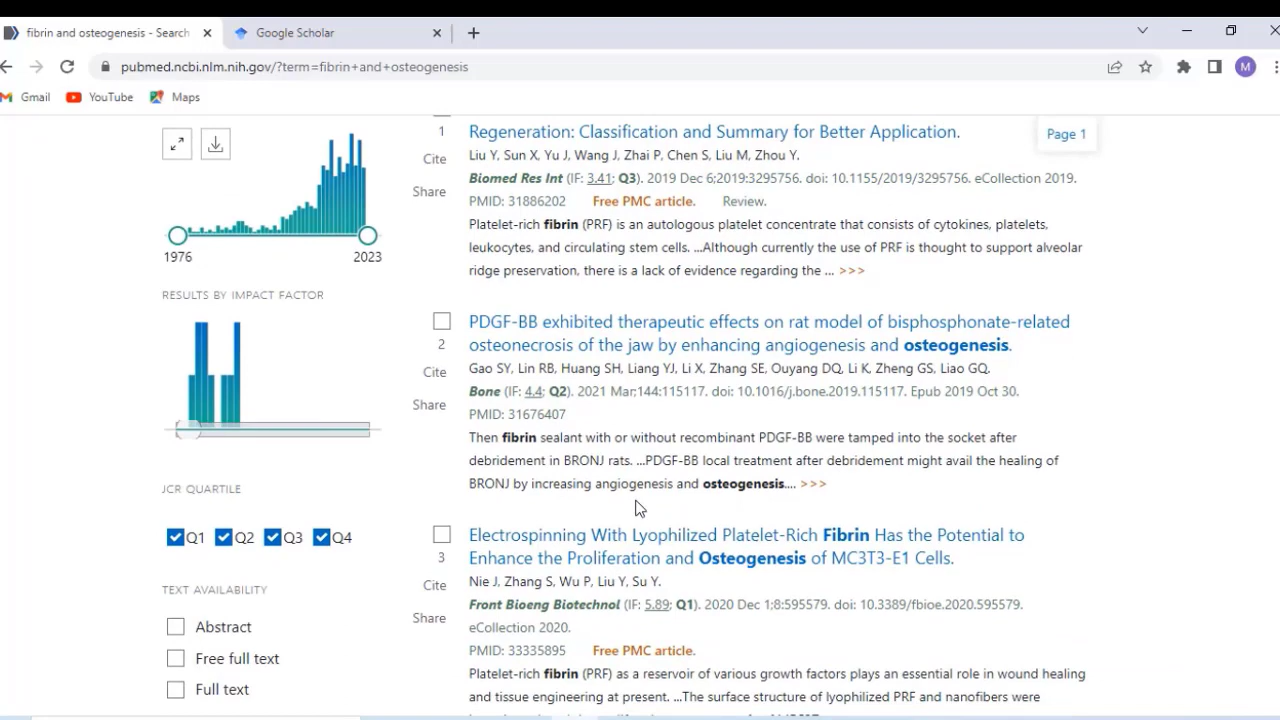 fibrin and osteogenesis - Search
Google Scholar
pubmed.ncbi.nlm.nih.gov/?term=fibrin+and+osteogenesis
M
Gmail
YouTube
Maps
1976
2023
RESULTS BY IMPACT FACTOR
JCR QUARTILE
Q1
Q2
Q3
Q4
TEXT AVAILABILITY
Abstract
Free full text
Full text
1
Cite
Share
Regeneration: Classification and Summary for Better Application.
Liu Y, Sun X, Yu J, Wang J, Zhai P, Chen S, Liu M, Zhou Y.
Biomed Res Int (IF: 3.41; Q3). 2019 Dec 6;2019:3295756. doi: 10.1155/2019/3295756. eCollection 2019.
PMID: 31886202 Free PMC article. Review.
Platelet-rich fibrin (PRF) is an autologous platelet concentrate that consists of cytokines, platelets,
leukocytes, and circulating stem cells. ...Although currently the use of PRF is thought to support alveolar
ridge preservation, there is a lack of evidence regarding the ... >>>
Page 1
2
Cite
Share
PDGF-BB exhibited therapeutic effects on rat model of bisphosphonate-related
osteonecrosis of the jaw by enhancing angiogenesis and osteogenesis.
Gao SY, Lin RB, Huang SH, Liang YJ, Li X, Zhang SE, Ouyang DQ, Li K, Zheng GS, Liao GQ.
Bone (IF: 4.4; Q2). 2021 Mar;144:115117. doi: 10.1016/j.bone.2019.115117. Epub 2019 Oct 30.
PMID: 31676407
Then fibrin sealant with or without recombinant PDGF-BB were tamped into the socket after
debridement in BRONJ rats. ...PDGF-BB local treatment after debridement might avail the healing of
BRONJ by increasing angiogenesis and osteogenesis.... >>>
3
Cite
Share
Electrospinning With Lyophilized Platelet-Rich Fibrin Has the Potential to
Enhance the Proliferation and Osteogenesis of MC3T3-E1 Cells.
Nie J, Zhang S, Wu P, Liu Y, Su Y.
Front Bioeng Biotechnol (IF: 5.89; Q1). 2020 Dec 1;8:595579. doi: 10.3389/fbioe.2020.595579.
eCollection 2020.
PMID: 33335895 Free PMC article.
Platelet-rich fibrin (PRF) as a reservoir of various growth factors plays an essential role in wound healing
and tissue engineering at present. ...The surface structure of lyophilized PRF and nanofibers were